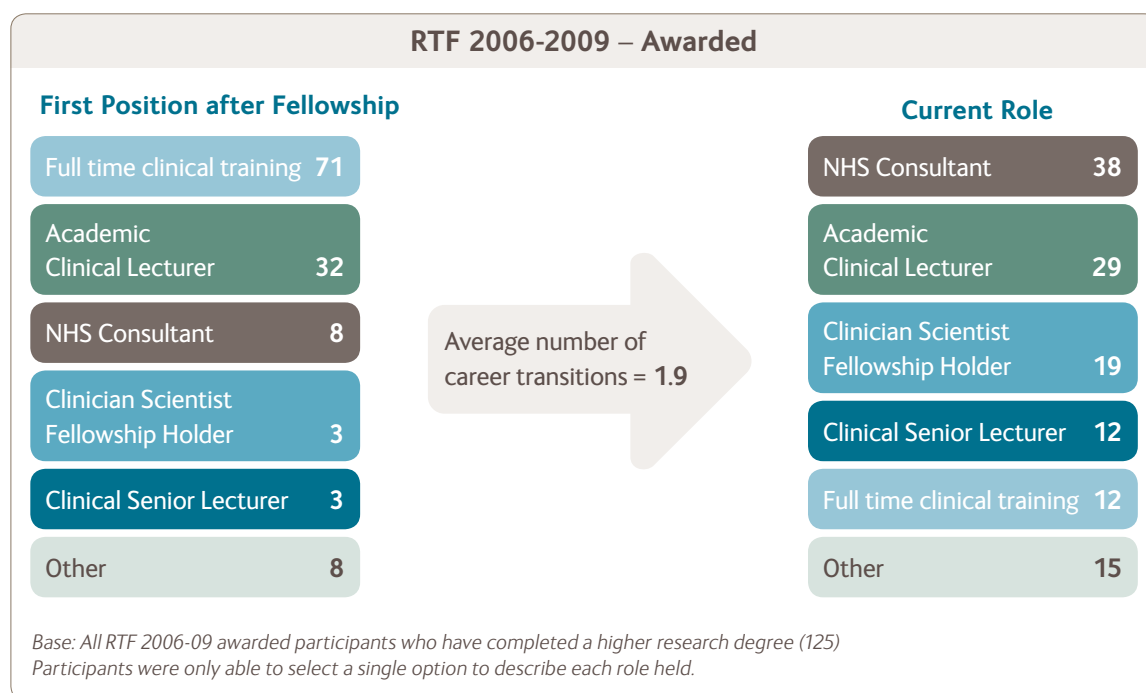 RTF 2006-2009 – Awarded
First Position after Fellowship
Full time clinical training 71
Academic
Clinical Lecturer 32
NHS Consultant 8
Clinician Scientist
Fellowship Holder 3
Clinical Senior Lecturer 3
Other 8
Average number of
career transitions = 1.9
Current Role
NHS Consultant 38
Academic
Clinical Lecturer 29
Clinician Scientist
Fellowship Holder 19
Clinical Senior Lecturer 12
Full time clinical training 12
Other 15
Base: All RTF 2006-09 awarded participants who have completed a higher research degree (125)
Participants were only able to select a single option to describe each role held.